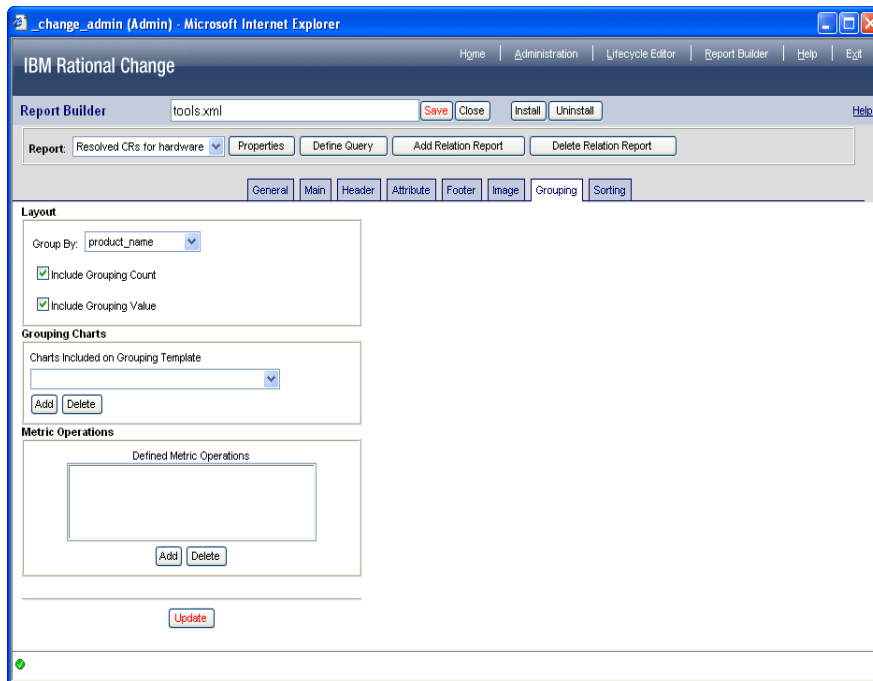 _change_admin (Admin) - Microsoft Internet Explorer
IBM Rational Change
Home Administration Lifecycle Editor Report Builder Help Exit
Report Builder tools.xml Save Close Install Uninstall Help
Report: Resolved CRs for hardware Properties Define Query Add Relation Report Delete Relation Report
General Main Header Attribute Footer Image Grouping Sorting
Layout
Group By: product_name
Include Grouping Count
Include Grouping Value
Grouping Charts
Charts Included on Grouping Template
Add Delete
Metric Operations
Defined Metric Operations
Add Delete
Update